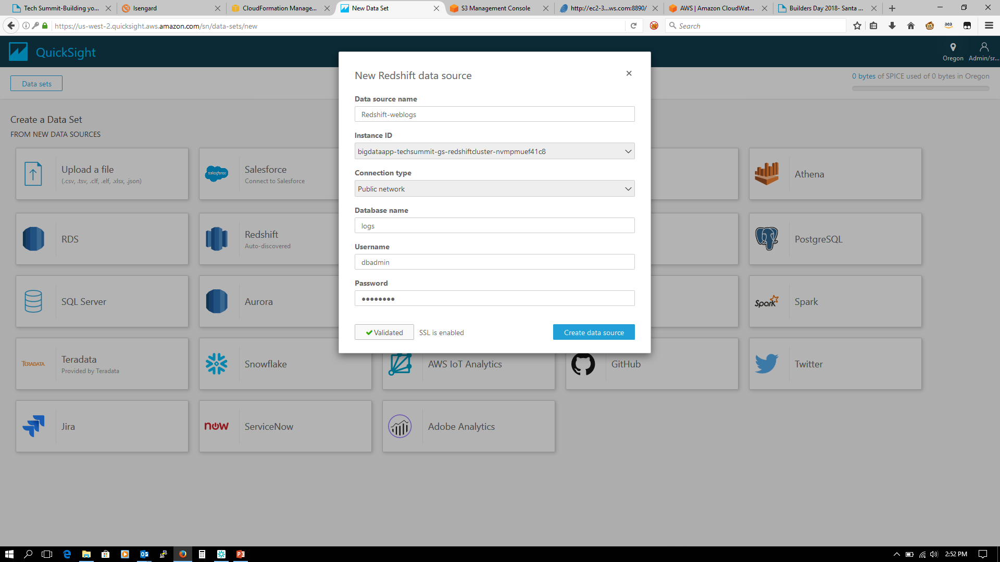 Tech Summit-Building yo...
Isengard
CloudFormation Manage...
New Data Set
S3 Management Console
http://ec2-3...ws.com:8890/
AWS | Amazon CloudWat...
Builders Day 2018- Santa ...
https://us-west-2.quicksight.aws.amazon.com/sn/data-sets/new
Search
aea
QuickSight
Oregon
Admin/sr...
Data sets
0 bytes of SPICE used of 0 bytes in Oregon
Create a Data Set
FROM NEW DATA SOURCES
New Redshift data source
Data source name
Redshift-weblogs
Instance ID
bigdataapp-techsummit-gs-redshiftcluster-nvmpmuef41c8
Connection type
Public network
Database name
logs
Username
dbadmin
Password
Validated
SSL is enabled
Create data source
Upload a file
(.csv, .tsv, .clf, .elf, .xlsx, .json)
salesforce
Salesforce
Connect to Salesforce
Athena
RDS
Redshift
Auto-discovered
PostgreSQL
SQL Server
Aurora
Spark
Spark
TERADATA
Teradata
Provided by Teradata
Snowflake
AWS IoT Analytics
GitHub
Twitter
Jira
now
ServiceNow
Adobe Analytics
2:52 PM